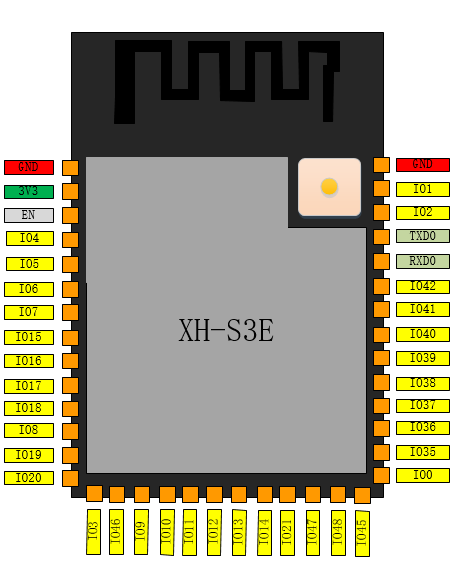 GND
3V3
EN
IO4
IO5
IO6
IO7
IO15
IO16
IO17
IO18
IO8
IO19
IO20
XH-S3E
GND
IO1
IO2
TXD0
RXD0
IO42
IO41
IO40
IO39
IO38
IO37
IO36
IO35
IO0
IO3
IO46
IO9
IO10
IO11
IO12
IO13
IO14
IO21
IO47
IO48
IO45